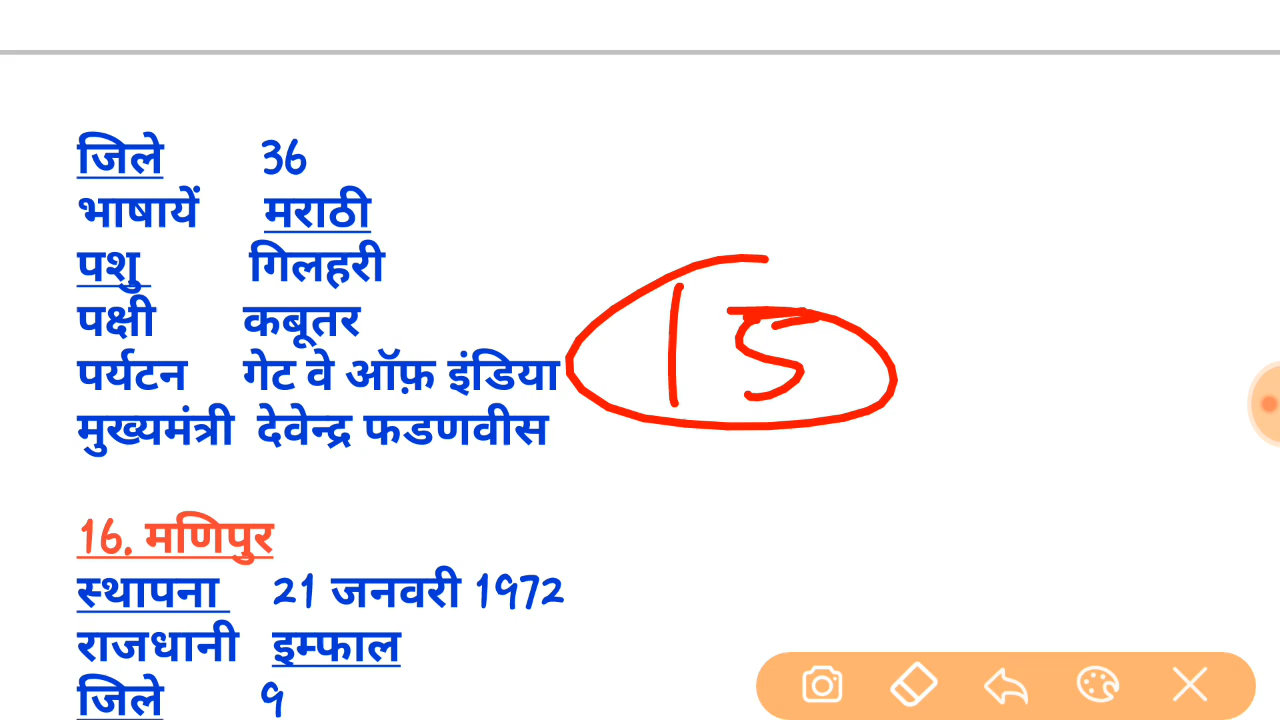 जिले 36
भाषायें मराठी
पशु गिलहरी
पक्षी कबूतर
पर्यटन गेट वे ऑफ़ इंडिया
15
मुख्यमंत्री देवेन्द्र फडणवीस
16. मणिपुर
स्थापना 21 जनवरी 1972
राजधानी इम्फाल
जिले 9